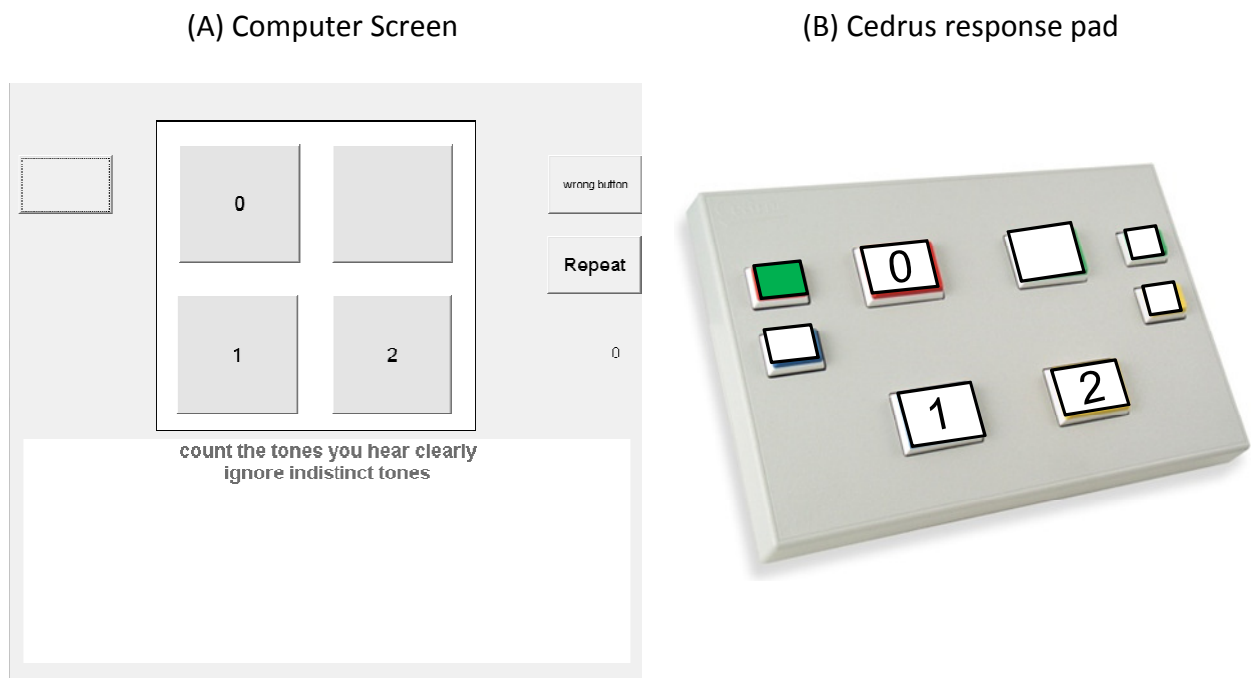 (A) Computer Screen
(B) Cedrus response pad
0
wrong button
Repeat
1
2
0
count the tones you hear clearly
ignore indistinct tones
0
1
2